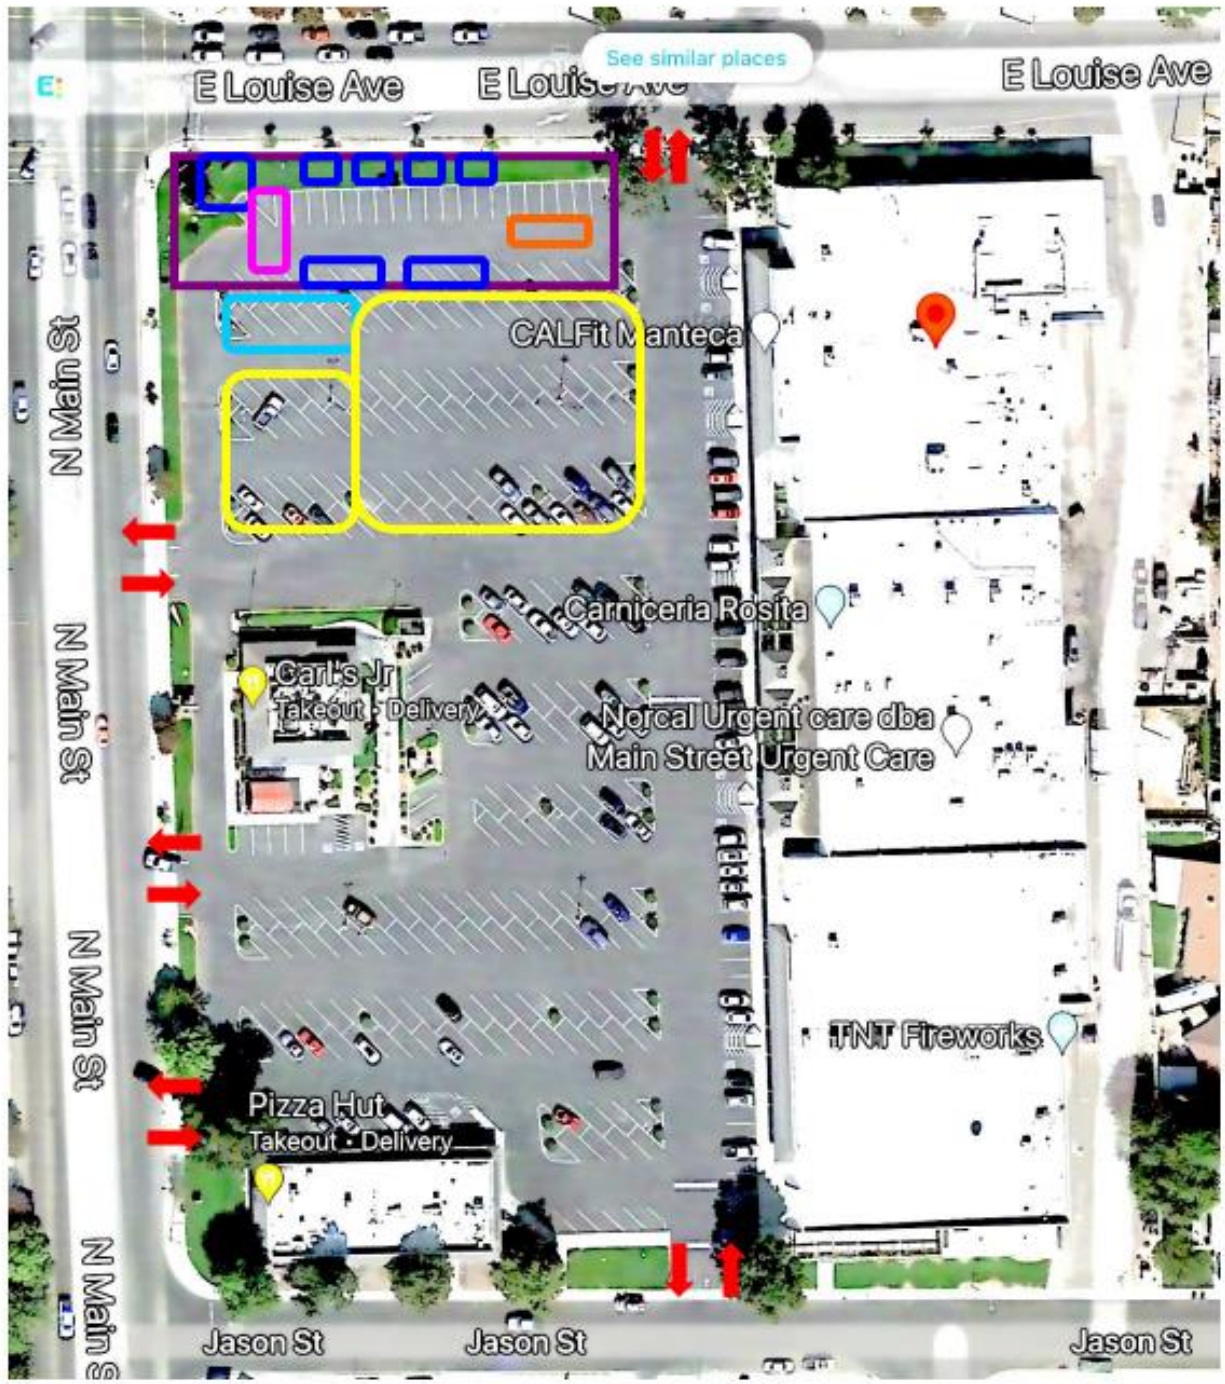 See similar places
E:
E Louise Ave
E Louise Ave
E Louise Ave
N Main St
CALFit Manteca
Carniceria Rosita
N Main St
Carl's Jr
Takeout • Delivery
Norcal Urgent care dba
Main Street Urgent Care
N Main St
TNT Fireworks
Pizza Hut
Takeout • Delivery
N Main S
Jason St
Jason St
Jason St